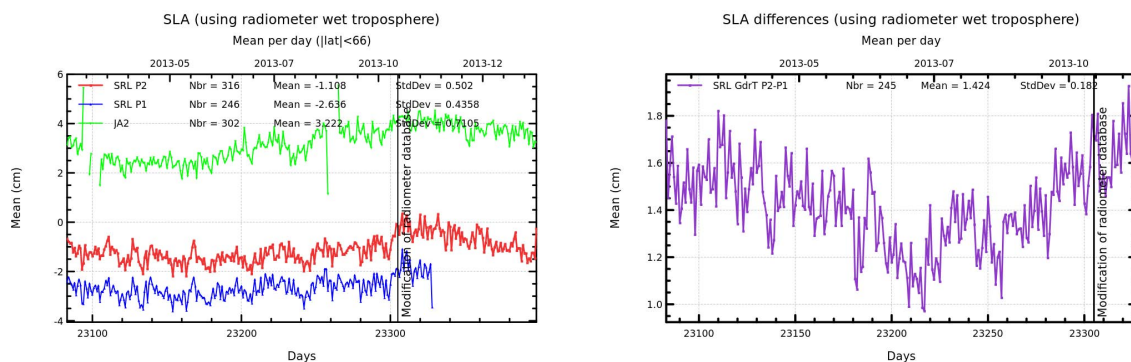 SLA (using radiometer wet troposphere)
Mean per day (|lat|<66)
2013-05 2013-07 2013-10 2013-12
SRL P2 Nbr = 316 Mean = -1.108 StdDev = 0.502
SRL P1 Nbr = 246 Mean = -2.636 StdDev = 0.4358
JA2 Nbr = 302 Mean = 3.222 StdDev = 0.7105
Modification of radiometer database
Mean (cm)
6
4
2
0
-2
-4
23100 23200 23300
Days
SLA differences (using radiometer wet troposphere)
Mean per day
2013-05 2013-07 2013-10
SRL GdrT P2-P1 Nbr = 245 Mean = 1.424 StdDev = 0.182
Modification of radiometer database
Mean (cm)
1.8
1.6
1.4
1.2
1.0
23100 23150 23200 23250 23300
Days